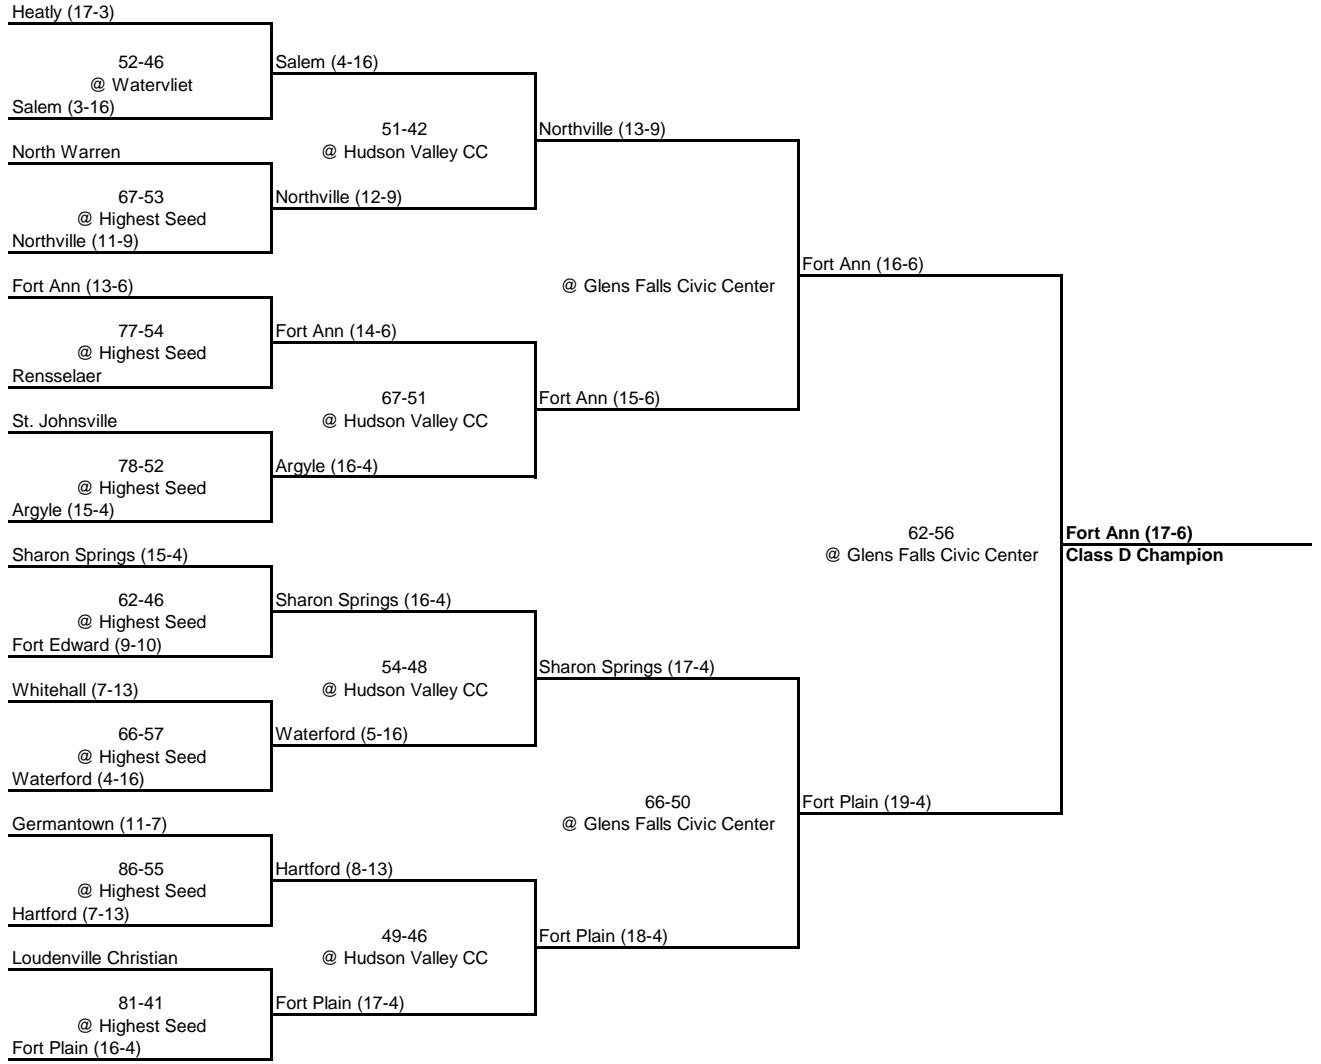 Heatly (17-3)
52-46
@ Watervliet
Salem (3-16)
Salem (4-16)
51-42
@ Hudson Valley CC
North Warren
67-53
@ Highest Seed
Northville (11-9)
Northville (12-9)
Northville (13-9)
@ Glens Falls Civic Center
Fort Ann (13-6)
77-54
@ Highest Seed
Rensselaer
Fort Ann (14-6)
67-51
@ Hudson Valley CC
St. Johnsville
78-52
@ Highest Seed
Argyle (15-4)
Argyle (16-4)
Fort Ann (15-6)
Fort Ann (16-6)
62-56
@ Glens Falls Civic Center
Fort Ann (17-6)
Class D Champion
Sharon Springs (15-4)
62-46
@ Highest Seed
Fort Edward (9-10)
Sharon Springs (16-4)
54-48
@ Hudson Valley CC
Whitehall (7-13)
66-57
@ Highest Seed
Waterford (4-16)
Waterford (5-16)
Sharon Springs (17-4)
66-50
@ Glens Falls Civic Center
Germantown (11-7)
86-55
@ Highest Seed
Hartford (7-13)
Hartford (8-13)
49-46
@ Hudson Valley CC
Loudenville Christian
81-41
@ Highest Seed
Fort Plain (16-4)
Fort Plain (17-4)
Fort Plain (18-4)
Fort Plain (19-4)